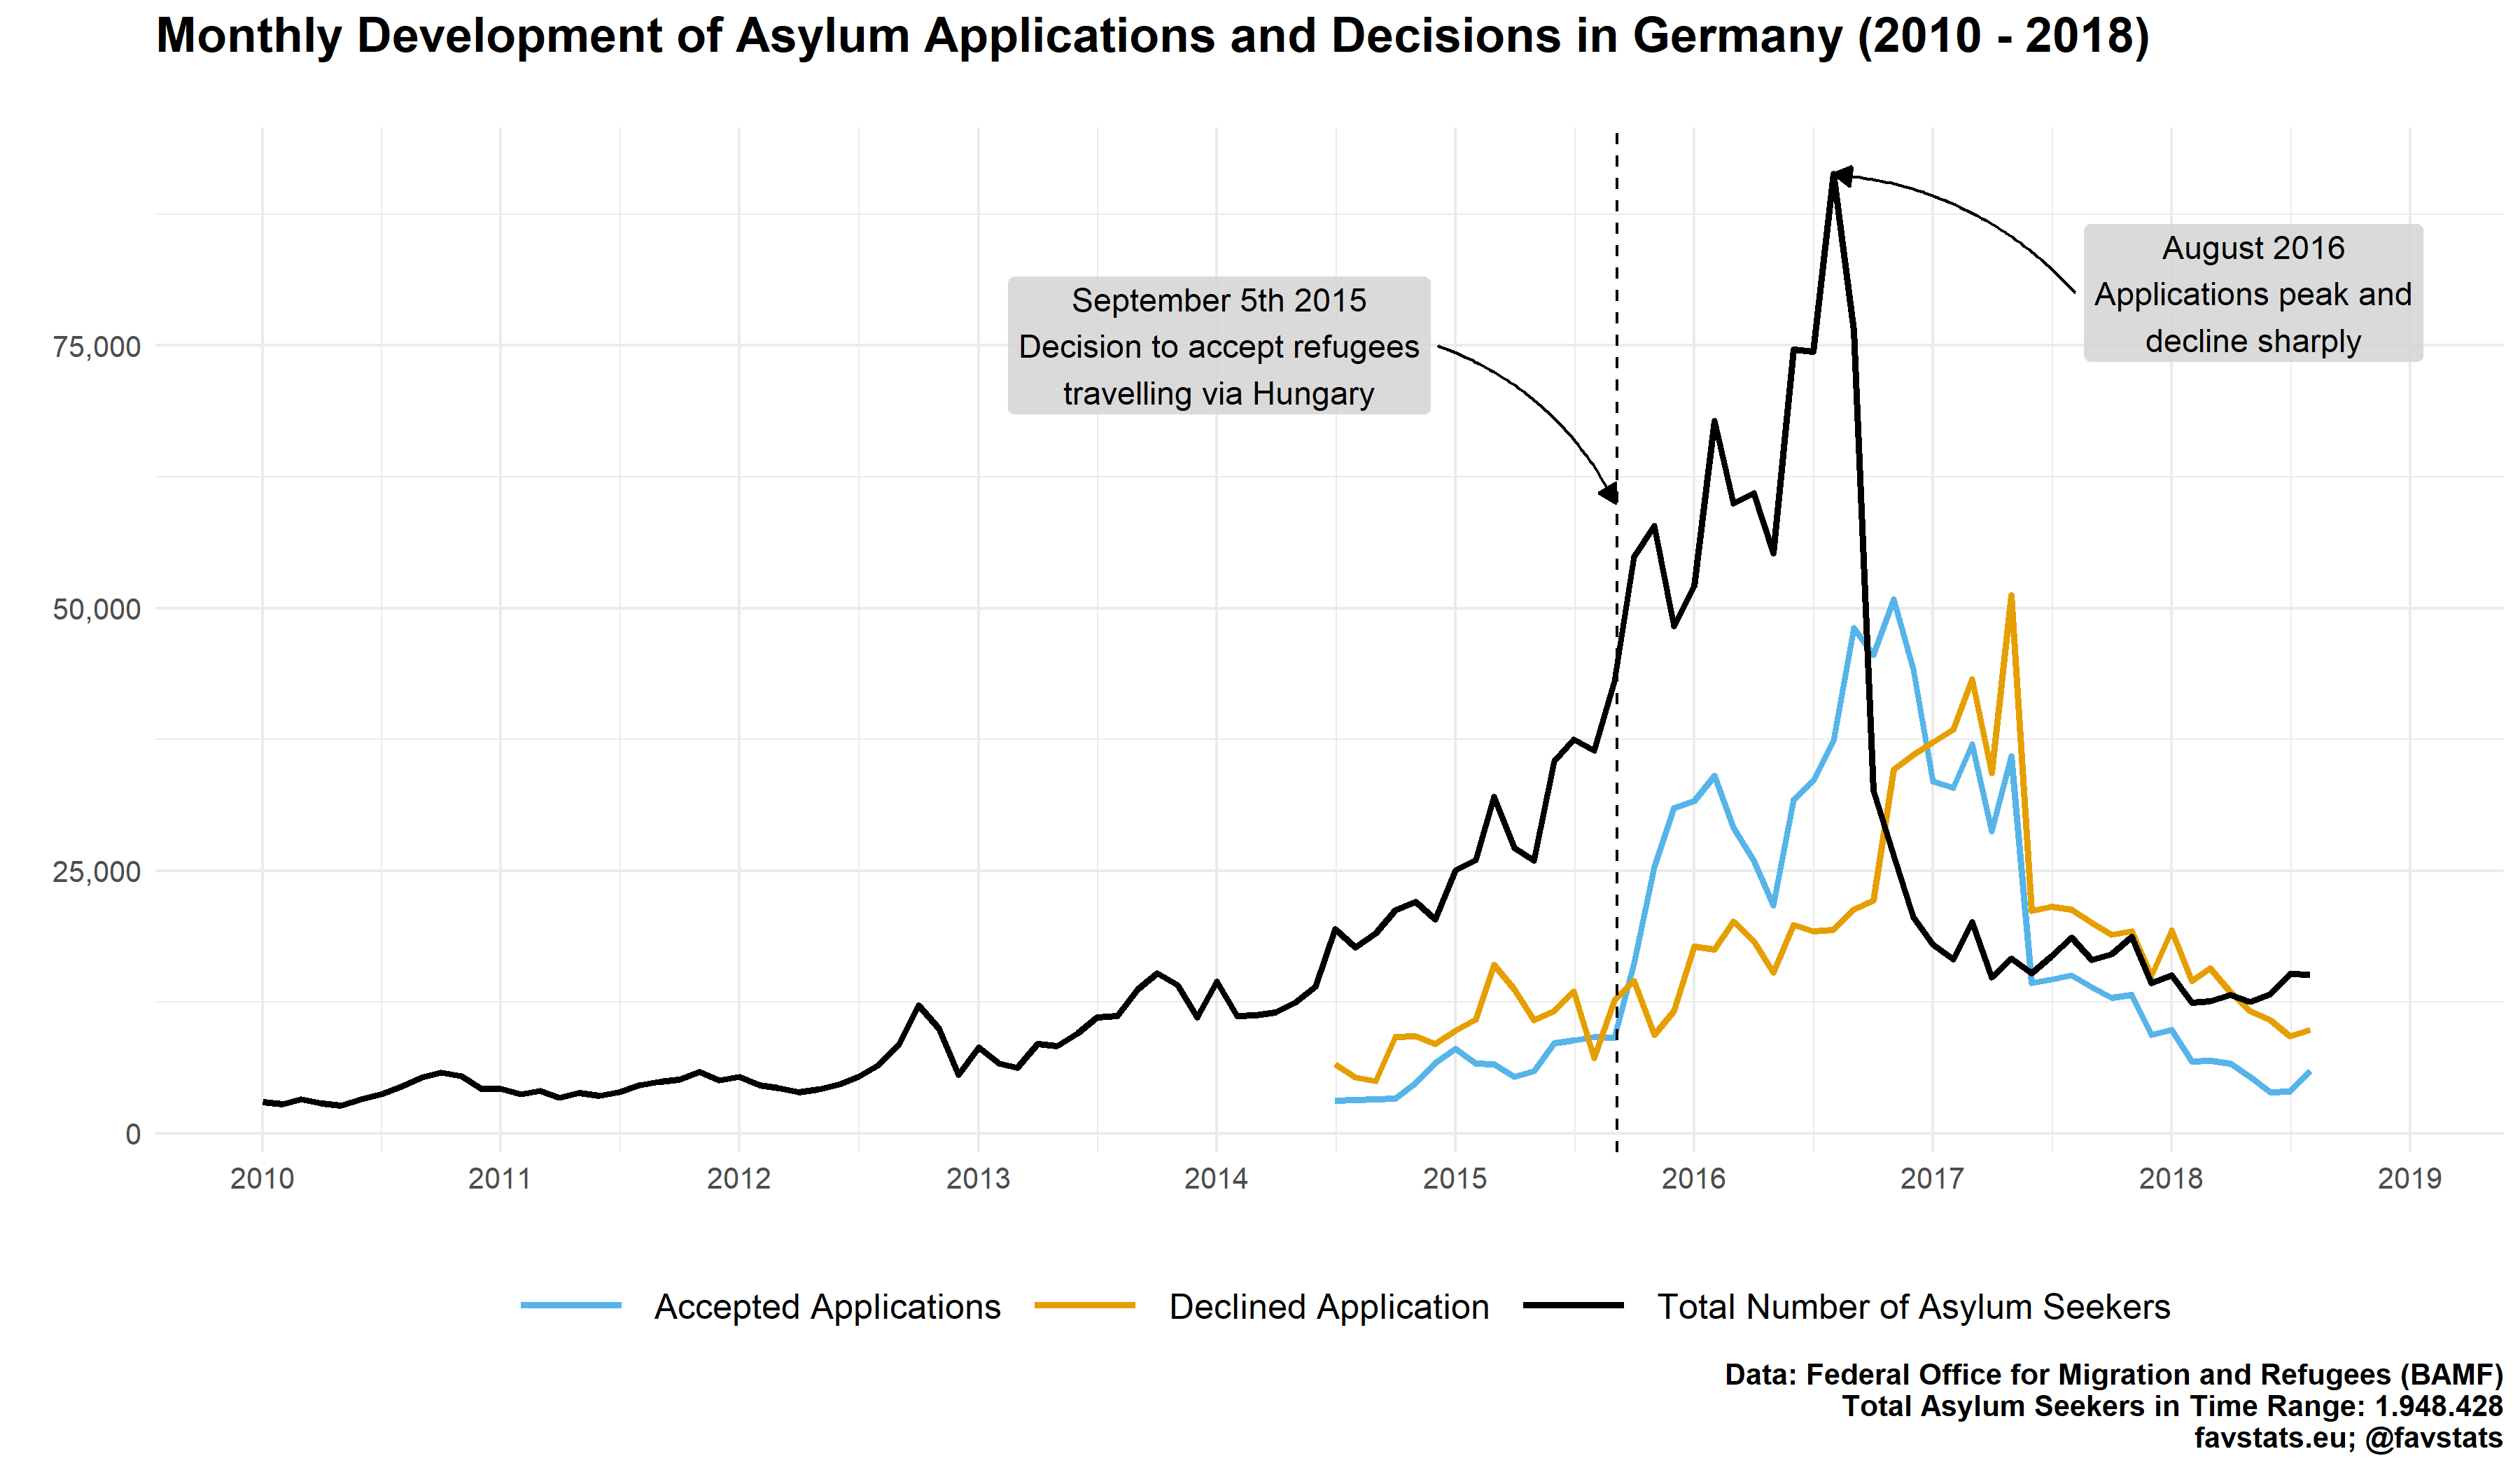 Monthly Development of Asylum Applications and Decisions in Germany (2010 - 2018)
August 2016
Applications peak and
decline sharply
September 5th 2015
Decision to accept refugees
travelling via Hungary
75,000
50,000
25,000
0
2010 2011 2012 2013 2014 2015 2016 2017 2018 2019
Accepted Applications Declined Application Total Number of Asylum Seekers
Data: Federal Office for Migration and Refugees (BAMF)
Total Asylum Seekers in Time Range: 1.948.428
favstats.eu; @favstats